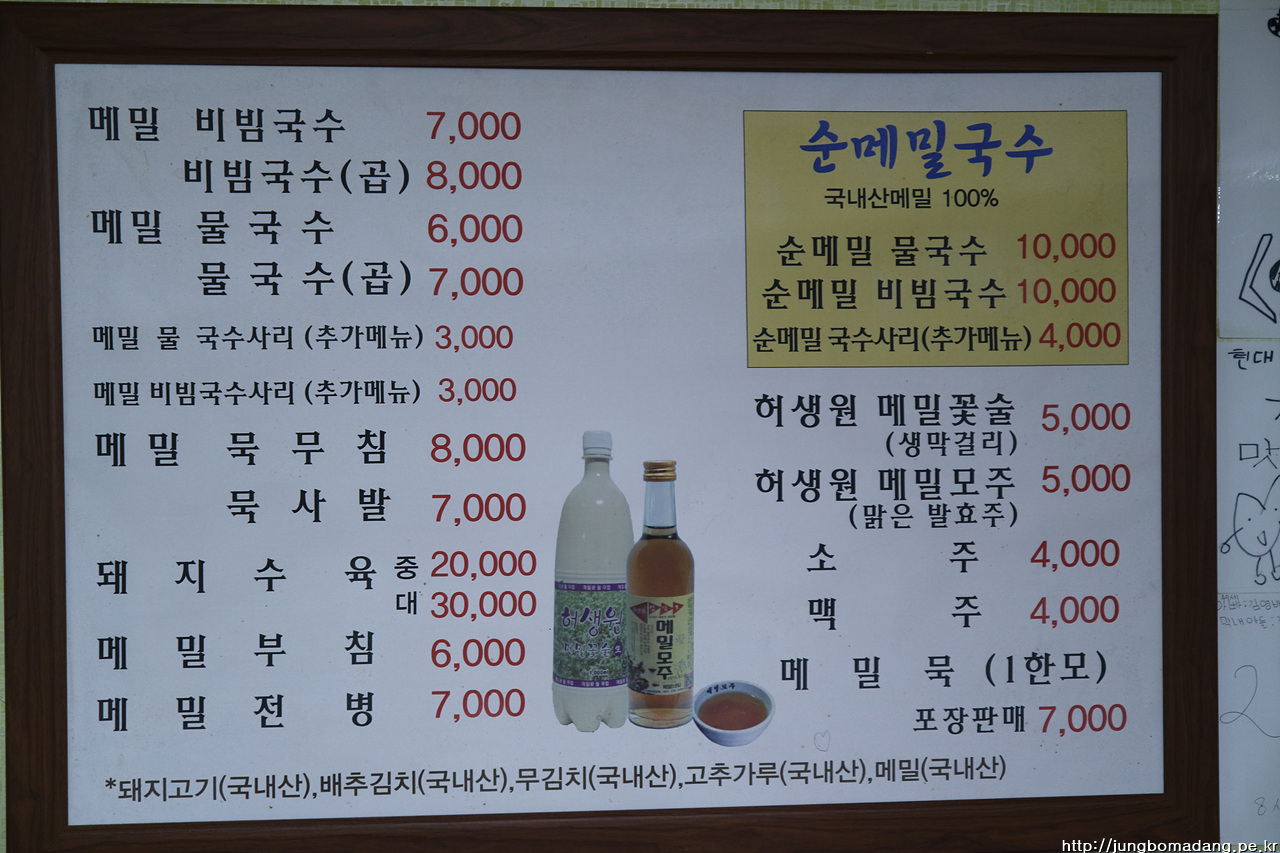 메밀 비빔국수 7,000
비빔국수(곱) 8,000
메밀 물국수 6,000
물국수(곱) 7,000
메밀 물 국수사리 (추가메뉴) 3,000
메밀 비빔국수사리 (추가메뉴) 3,000
메밀 묵무침 8,000
묵사발 7,000
돼지수육 중 20,000
대 30,000
메밀부침 6,000
메밀전병 7,000
순메밀국수
국내산메밀 100%
순메밀 물국수 10,000
순메밀 비빔국수 10,000
순메밀 국수사리(추가메뉴) 4,000
허생원 메밀꽃술 5,000
(생막걸리)
허생원 메밀모주 5,000
(맑은 발효주)
소주 4,000
맥주 4,000
메밀묵 (1한모)
포장판매 7,000
허생원
메밀모주
메밀모주
*돼지고기(국내산),배추김치(국내산),무김치(국내산),고추가루(국내산),메밀(국내산)
현대
맛
2
http://jungbomadang.pe.kr